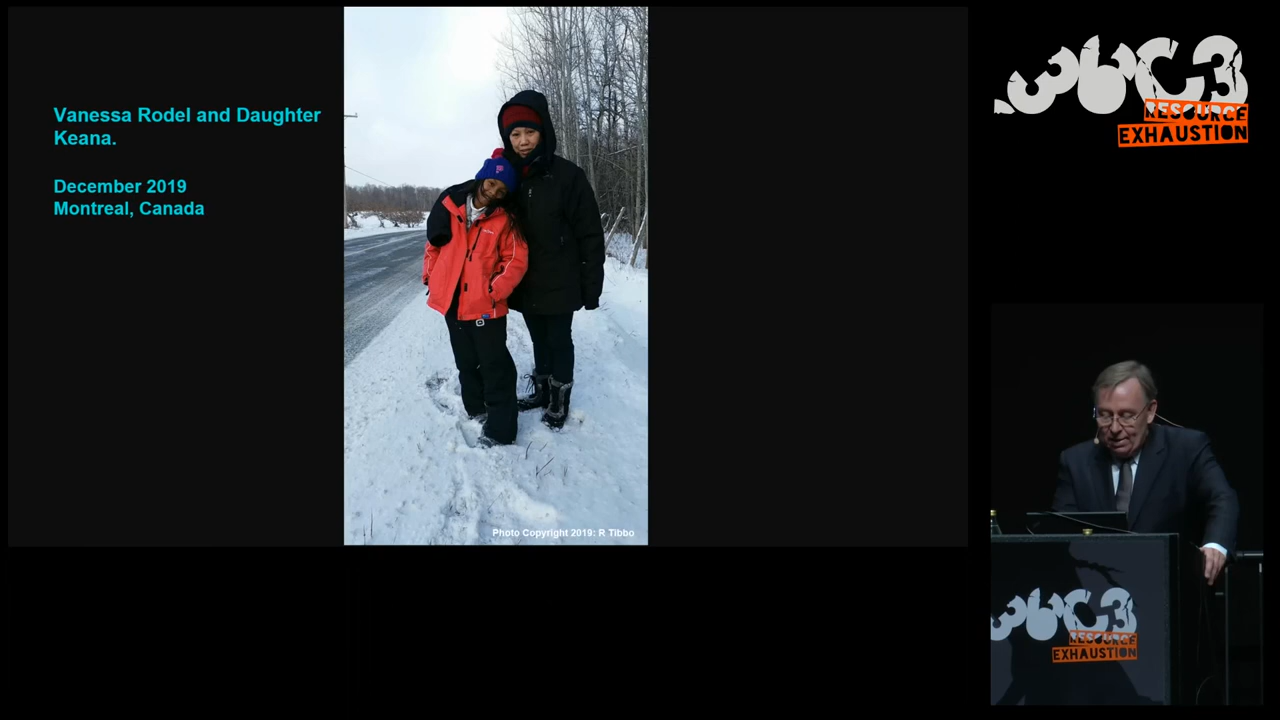 Vanessa Rodel and Daughter
Keana.
December 2019
Montreal, Canada
Photo Copyright 2019: R Tibbo
36C3
RESOURCE
EXHAUSTION
36C3
RESOURCE
EXHAUSTION